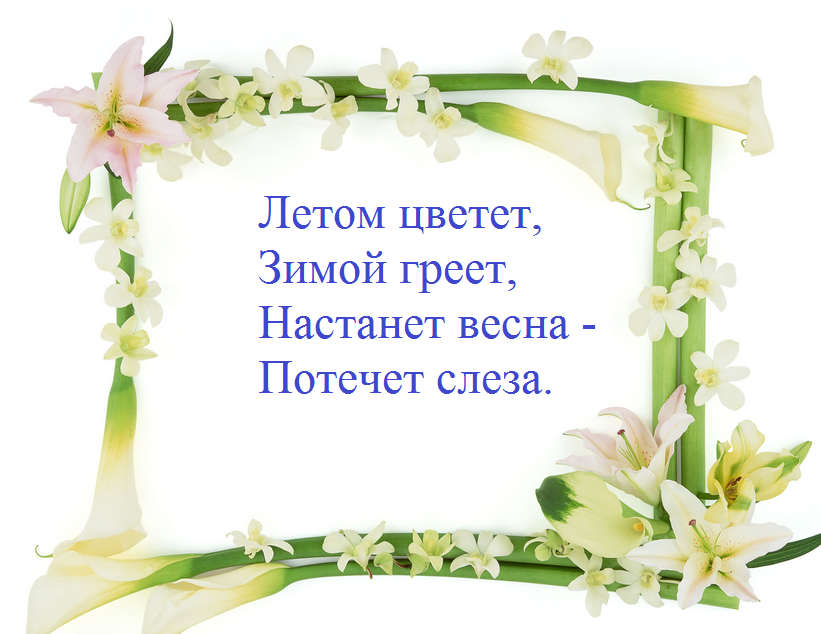 Летом цветет,
Зимой греет,
Настанет весна -
Потечет слеза.